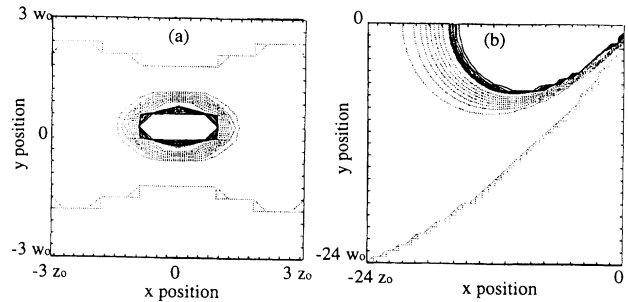 3 w₀
(a)
y position
0
-3 w₀
-3 z₀
0
3 z₀
x position
0
(b)
y position
-24 w₀
-24 z₀
0
x position